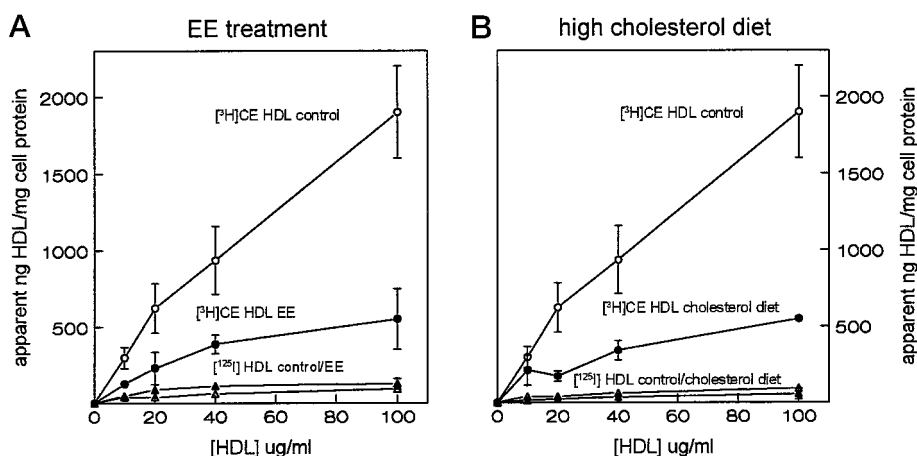 A
EE treatment
apparent ng HDL/mg cell protein
2000
1500
1000
500
0
20
40
60
80
100
[HDL] ug/ml
[³H]CE HDL control
[³H]CE HDL EE
[¹²⁵I] HDL control/EE
B
high cholesterol diet
[³H]CE HDL control
[³H]CE HDL cholesterol diet
[¹²⁵I] HDL control/cholesterol diet
0
20
40
60
80
100
[HDL] ug/ml
2000
1500
1000
500
apparent ng HDL/mg cell protein